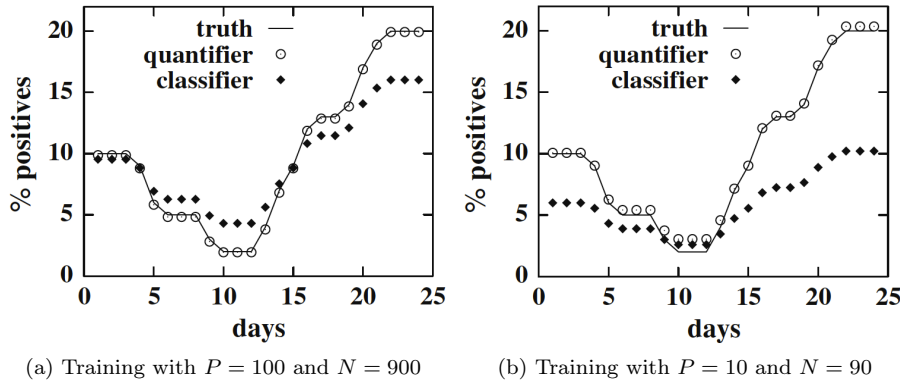 truth
quantifier
classifier
20
15
10
5
0
% positives
0 5 10 15 20 25
days
(a) Training with P = 100 and N = 900
truth
quantifier
classifier
20
15
10
5
0
% positives
0 5 10 15 20 25
days
(b) Training with P = 10 and N = 90